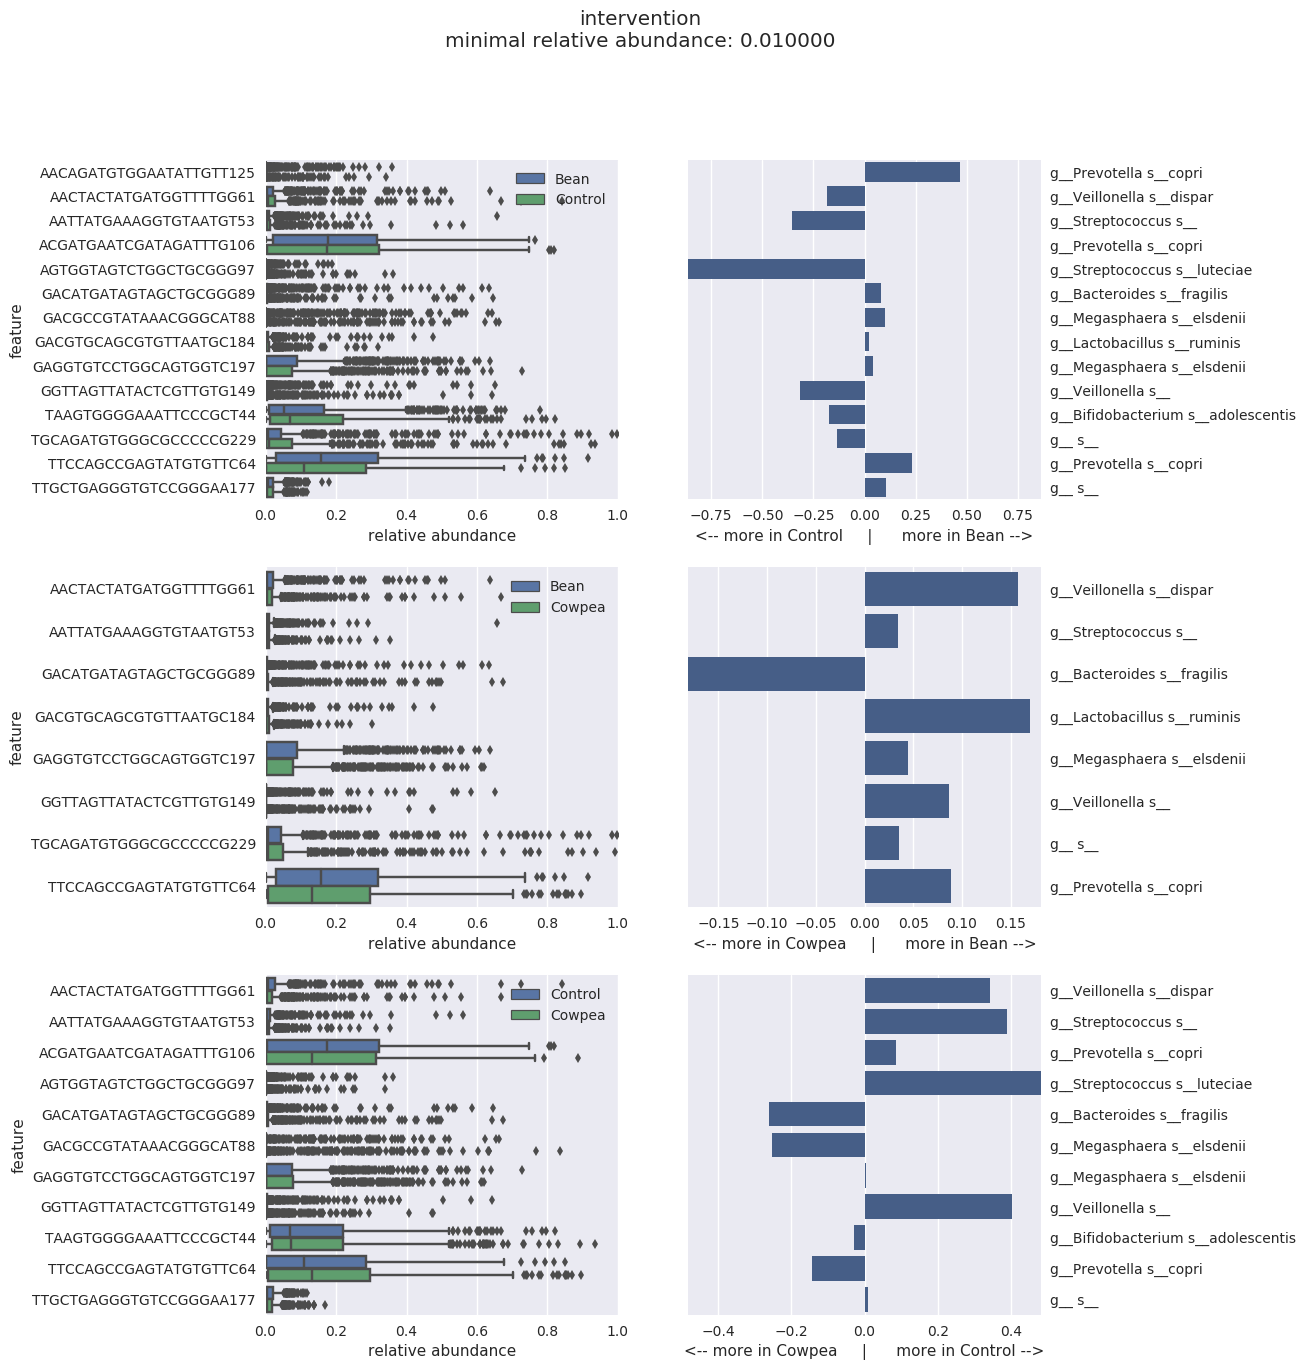 intervention
minimal relative abundance: 0.010000
feature
AACAGATGTGGAATATTGTT125
AACTACTATGATGGTTTTGG61
AATTATGAAAGGTGTAATGT53
ACGATGAATCGATAGATTTG106
AGTGGTAGTCTGGCTGCGGG97
GACATGATAGTAGCTGCGGG89
GACGCCGTATAAACGGGCAT88
GACGTGCAGCGTGTTAATGC184
GAGGTGTCCTGGCAGTGGTC197
GGTTAGTTATACTCGTTGTG149
TAAGTGGGGAAATTCCCGCT44
TGCAGATGTGGGCGCCCCCG229
TTCCAGCCGAGTATGTGTTC64
TTGCTGAGGGTGTCCGGGAA177
Bean
Control
0.0 0.2 0.4 0.6 0.8 1.0
relative abundance
g__Prevotella s__copri
g__Veillonella s__dispar
g__Streptococcus s__
g__Prevotella s__copri
g__Streptococcus s__luteciae
g__Bacteroides s__fragilis
g__Megasphaera s__elsdenii
g__Lactobacillus s__ruminis
g__Megasphaera s__elsdenii
g__Veillonella s__
g__Bifidobacterium s__adolescentis
g__ s__
g__Prevotella s__copri
g__ s__
−0.75 −0.50 −0.25 0.00 0.25 0.50 0.75
<-- more in Control | more in Bean -->
feature
AACTACTATGATGGTTTTGG61
AATTATGAAAGGTGTAATGT53
GACATGATAGTAGCTGCGGG89
GACGTGCAGCGTGTTAATGC184
GAGGTGTCCTGGCAGTGGTC197
GGTTAGTTATACTCGTTGTG149
TGCAGATGTGGGCGCCCCCG229
TTCCAGCCGAGTATGTGTTC64
Bean
Cowpea
0.0 0.2 0.4 0.6 0.8 1.0
relative abundance
g__Veillonella s__dispar
g__Streptococcus s__
g__Bacteroides s__fragilis
g__Lactobacillus s__ruminis
g__Megasphaera s__elsdenii
g__Veillonella s__
g__ s__
g__Prevotella s__copri
−0.15 −0.10 −0.05 0.00 0.05 0.10 0.15
<-- more in Cowpea | more in Bean -->
feature
AACTACTATGATGGTTTTGG61
AATTATGAAAGGTGTAATGT53
ACGATGAATCGATAGATTTG106
AGTGGTAGTCTGGCTGCGGG97
GACATGATAGTAGCTGCGGG89
GACGCCGTATAAACGGGCAT88
GAGGTGTCCTGGCAGTGGTC197
GGTTAGTTATACTCGTTGTG149
TAAGTGGGGAAATTCCCGCT44
TTCCAGCCGAGTATGTGTTC64
TTGCTGAGGGTGTCCGGGAA177
Control
Cowpea
0.0 0.2 0.4 0.6 0.8 1.0
relative abundance
g__Veillonella s__dispar
g__Streptococcus s__
g__Prevotella s__copri
g__Streptococcus s__luteciae
g__Bacteroides s__fragilis
g__Megasphaera s__elsdenii
g__Megasphaera s__elsdenii
g__Veillonella s__
g__Bifidobacterium s__adolescentis
g__Prevotella s__copri
g__ s__
−0.4 −0.2 0.0 0.2 0.4
<-- more in Cowpea | more in Control -->